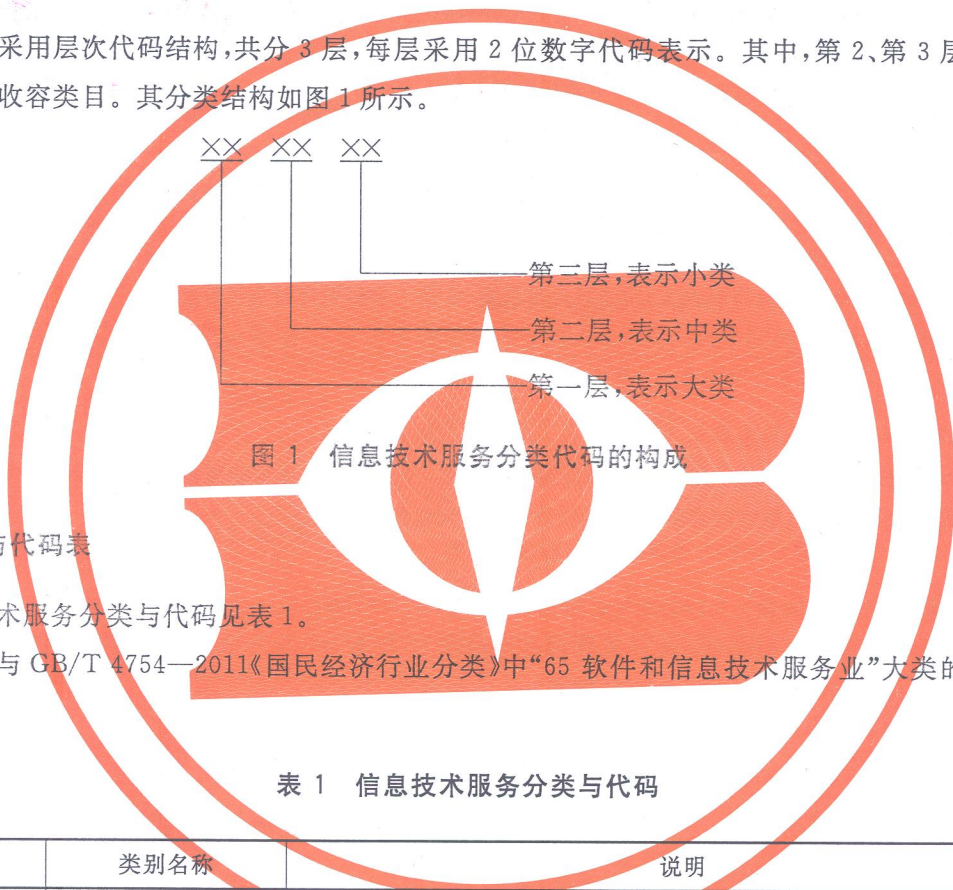 采用层次代码结构,共分 3 层,每层采用 2 位数字代码表示。其中,第 2、第 3 层
收容类目。其分类结构如图 1 所示。
×× ×× ××
第三层,表示小类
第二层,表示中类
第一层,表示大类
图 1 信息技术服务分类代码的构成
与代码表
术服务分类与代码见表 1。
与 GB/T 4754—2011《国民经济行业分类》中“65 软件和信息技术服务业”大类的
表 1 信息技术服务分类与代码
类别名称 说明